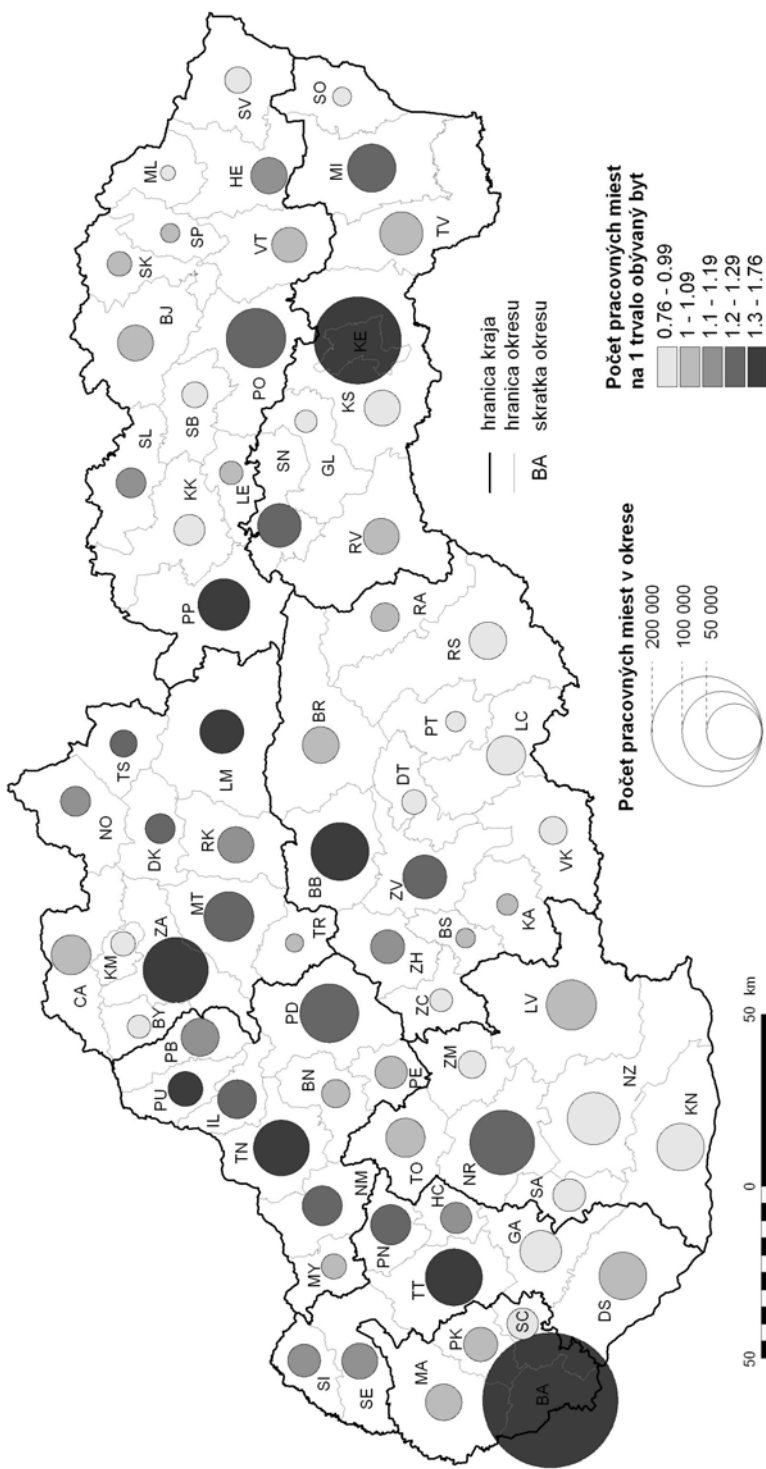 CA
NO
TS
KM
BY
ZA
DK
PU
PB
MT
RK
LM
IL
TR
TN
BN
PD
PE
MY
NM
PP
KK
SL
SB
BJ
SK
SP
ML
SV
HE
VT
PO
LE
SN
GL
RV
KS
KE
TV
MI
SO
SI
SE
MA
PK
SC
BA
DS
TT
PN
HC
GA
TO
NR
SA
ZM
NZ
KN
LV
ZC
ZH
BS
BB
ZV
KA
VK
BR
DT
PT
LC
RS
RA
hranica kraja
hranica okresu
BA skratka okresu
Počet pracovných miest v okrese
200 000
100 000
50 000
Počet pracovných miest
na 1 trvalo obývaný byt
0.76 - 0.99
1 - 1.09
1.1 - 1.19
1.2 - 1.29
1.3 - 1.76
50 0 50 km